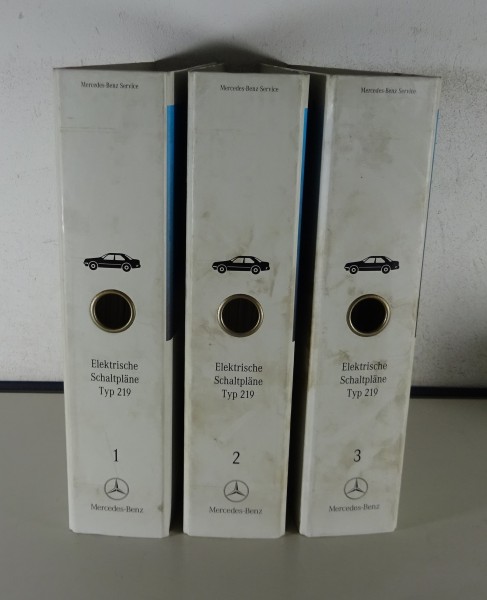 Mercedes-Benz Service
Elektrische
Schaltpläne
Typ 219
1
Mercedes-Benz
Mercedes-Benz Service
Elektrische
Schaltpläne
Typ 219
2
Mercedes-Benz
Mercedes-Benz Service
Elektrische
Schaltpläne
Typ 219
3
Mercedes-Benz